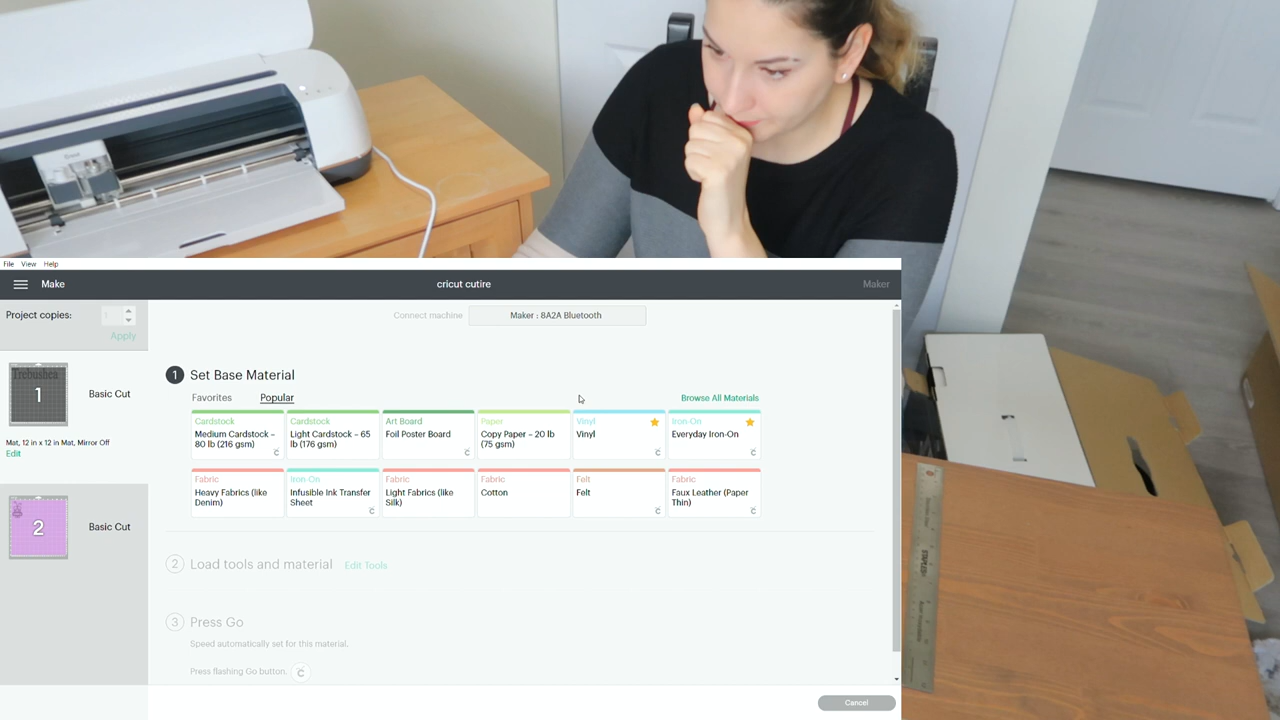 Cricut
File View Help
Make
cricut cutire
Maker
Project copies:
1
Apply
Connect machine
Maker : 8A2A Bluetooth
Trebuchea
1
Basic Cut
Mat, 12 in x 12 in Mat, Mirror Off
Edit
2
Basic Cut
1 Set Base Material
Favorites Popular
Browse All Materials
Cardstock
Medium Cardstock –
80 lb (216 gsm)
Cardstock
Light Cardstock – 65
lb (176 gsm)
Art Board
Foil Poster Board
Paper
Copy Paper – 20 lb
(75 gsm)
Vinyl
Vinyl
Iron-On
Everyday Iron-On
Fabric
Heavy Fabrics (like
Denim)
Iron On
Infusible Ink Transfer
Sheet
Fabric
Light Fabrics (like
Silk)
Fabric
Cotton
Felt
Felt
Fabric
Faux Leather (Paper
Thin)
2 Load tools and material Edit Tools
3 Press Go
Speed automatically set for this material.
Press flashing Go button.
Cancel
STAPLES